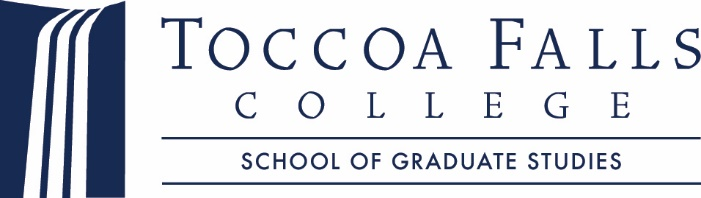 TOCCOA FALLS
COLLEGE
SCHOOL OF GRADUATE STUDIES